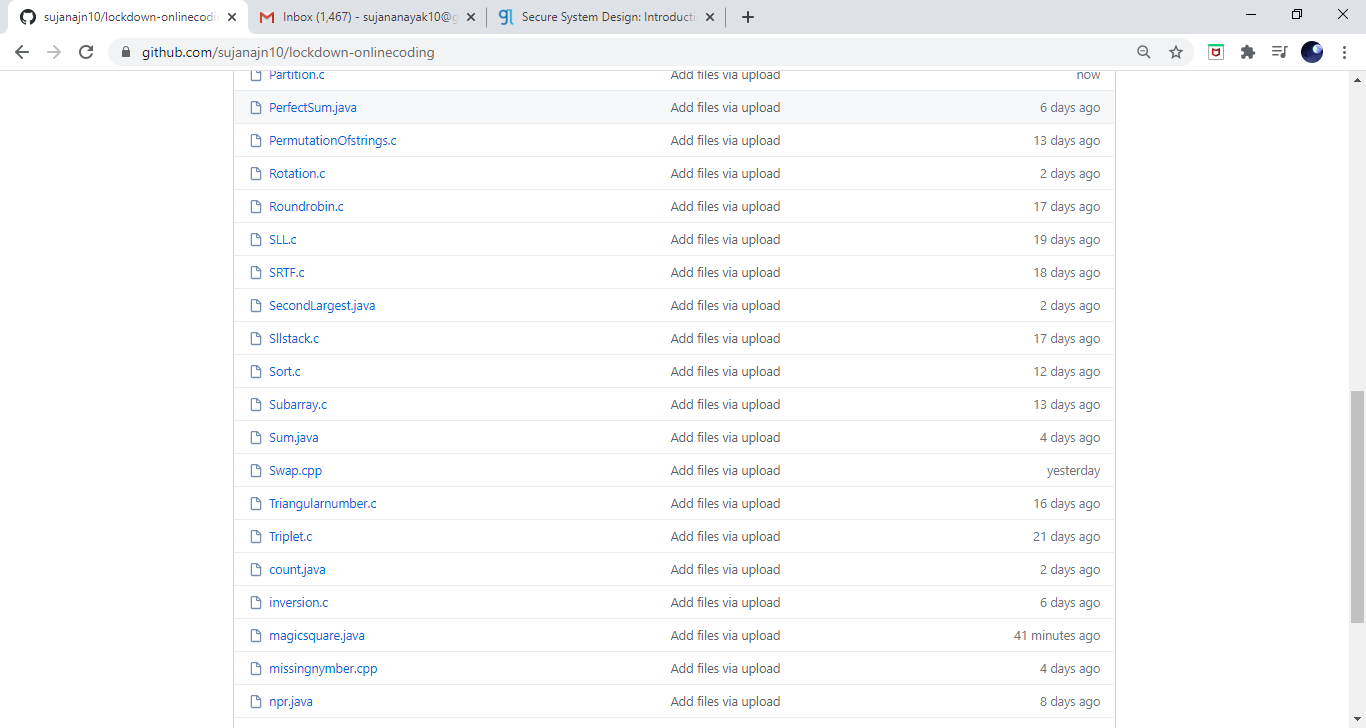 sujanajn10/lockdown-onlinecodin
Inbox (1,467) - sujananayak10@g
Secure System Design: Introducti
github.com/sujanajn10/lockdown-onlinecoding
Partition.c Add files via upload now
PerfectSum.java Add files via upload 6 days ago
PermutationOfstrings.c Add files via upload 13 days ago
Rotation.c Add files via upload 2 days ago
Roundrobin.c Add files via upload 17 days ago
SLL.c Add files via upload 19 days ago
SRTF.c Add files via upload 18 days ago
SecondLargest.java Add files via upload 2 days ago
Sllstack.c Add files via upload 17 days ago
Sort.c Add files via upload 12 days ago
Subarray.c Add files via upload 13 days ago
Sum.java Add files via upload 4 days ago
Swap.cpp Add files via upload yesterday
Triangularnumber.c Add files via upload 16 days ago
Triplet.c Add files via upload 21 days ago
count.java Add files via upload 2 days ago
inversion.c Add files via upload 6 days ago
magicsquare.java Add files via upload 41 minutes ago
missingnymber.cpp Add files via upload 4 days ago
npr.java Add files via upload 8 days ago